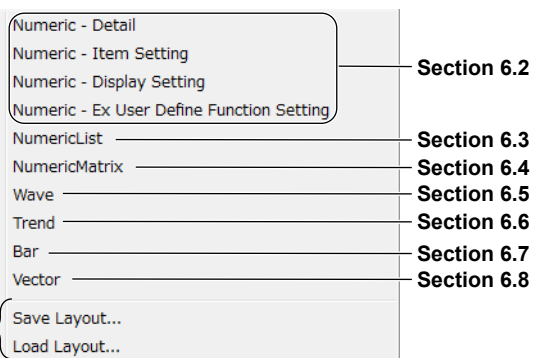 Numeric - Detail
Numeric - Item Setting
Numeric - Display Setting
Numeric - Ex User Define Function Setting
Section 6.2
NumericList
Section 6.3
NumericMatrix
Section 6.4
Wave
Section 6.5
Trend
Section 6.6
Bar
Section 6.7
Vector
Section 6.8
Save Layout...
Load Layout...